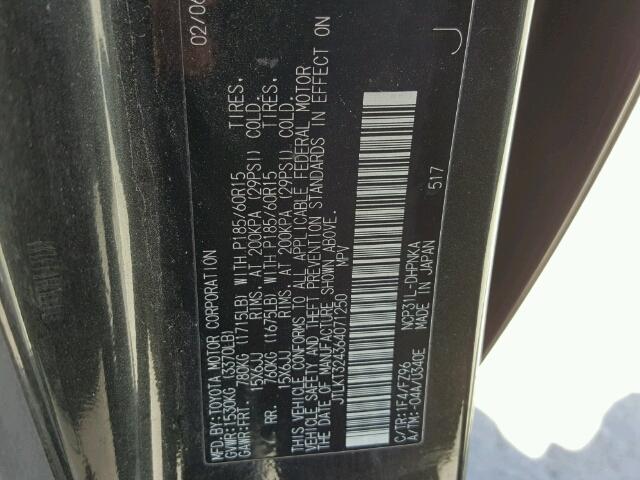 02/06
MFD.BY:TOYOTA MOTOR CORPORATION
GVWR:1530KG (3370LB)
GAWR:FRT. 780KG (1715LB) WITH P185/60R15 TIRES.
15X6JJ RIMS. AT 200KPA (29PSI) COLD.
RR. 760KG (1675LB) WITH P185/60R15 TIRES.
15X6JJ RIMS. AT 200KPA (29PSI) COLD.
THIS VEHICLE CONFORMS TO ALL APPLICABLE FEDERAL MOTOR
VEHICLE SAFETY AND THEFT PREVENTION STANDARDS IN EFFECT ON
THE DATE OF MANUFACTURE SHOWN ABOVE.
JTLKT324364071250 MPV
C/TR:1E4/FZ96 NCP31L-DHPNKA 517
A/TM:-04A/U340E MADE IN JAPAN
J